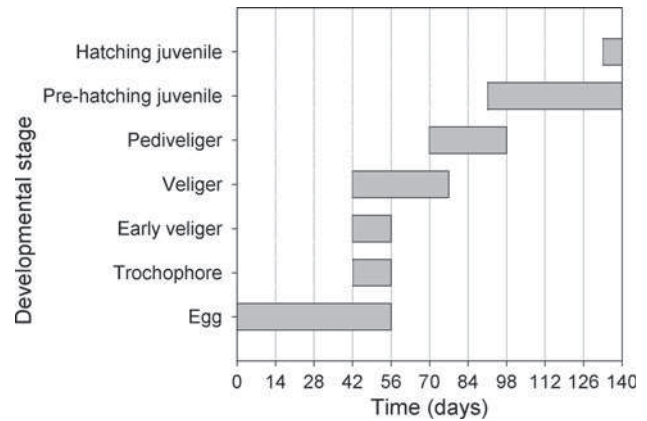 Developmental stage
Hatching juvenile
Pre-hatching juvenile
Pediveliger
Veliger
Early veliger
Trochophore
Egg
0 14 28 42 56 70 84 98 112 126 140
Time (days)